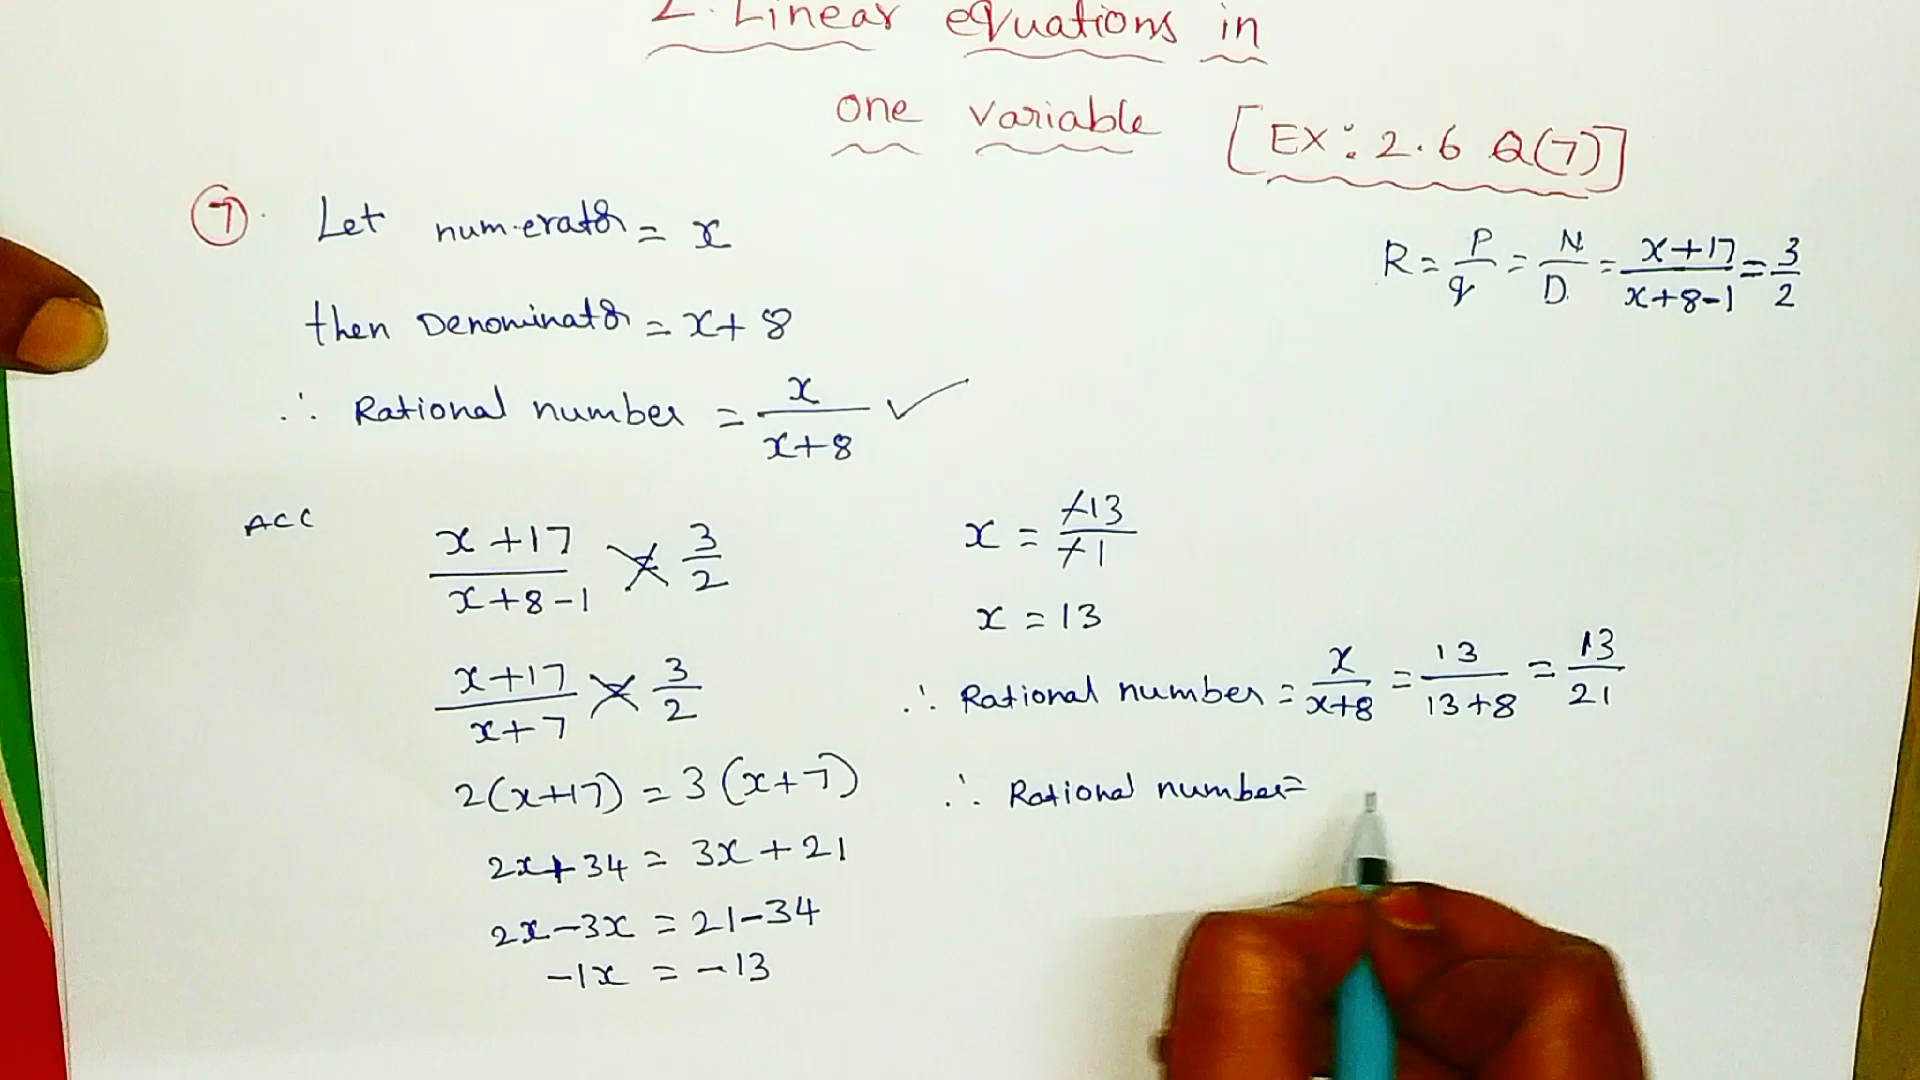 2. Linear equations in
one variable [EX: 2.6 Q(7)]
7. Let numerator = x
then Denominator = x + 8
∴ Rational number = x/(x+8) ✓
R = P/q = N/D = (x+17)/(x+8-1) = 3/2
ACC
(x+17)/(x+8-1) = 3/2
(x+17)/(x+7) = 3/2
2(x+17) = 3(x+7)
2x+34 = 3x+21
2x-3x = 21-34
-1x = -13
x = -13/-1
x = 13
∴ Rational number = x/(x+8) = 13/(13+8) = 13/21
∴ Rational number =